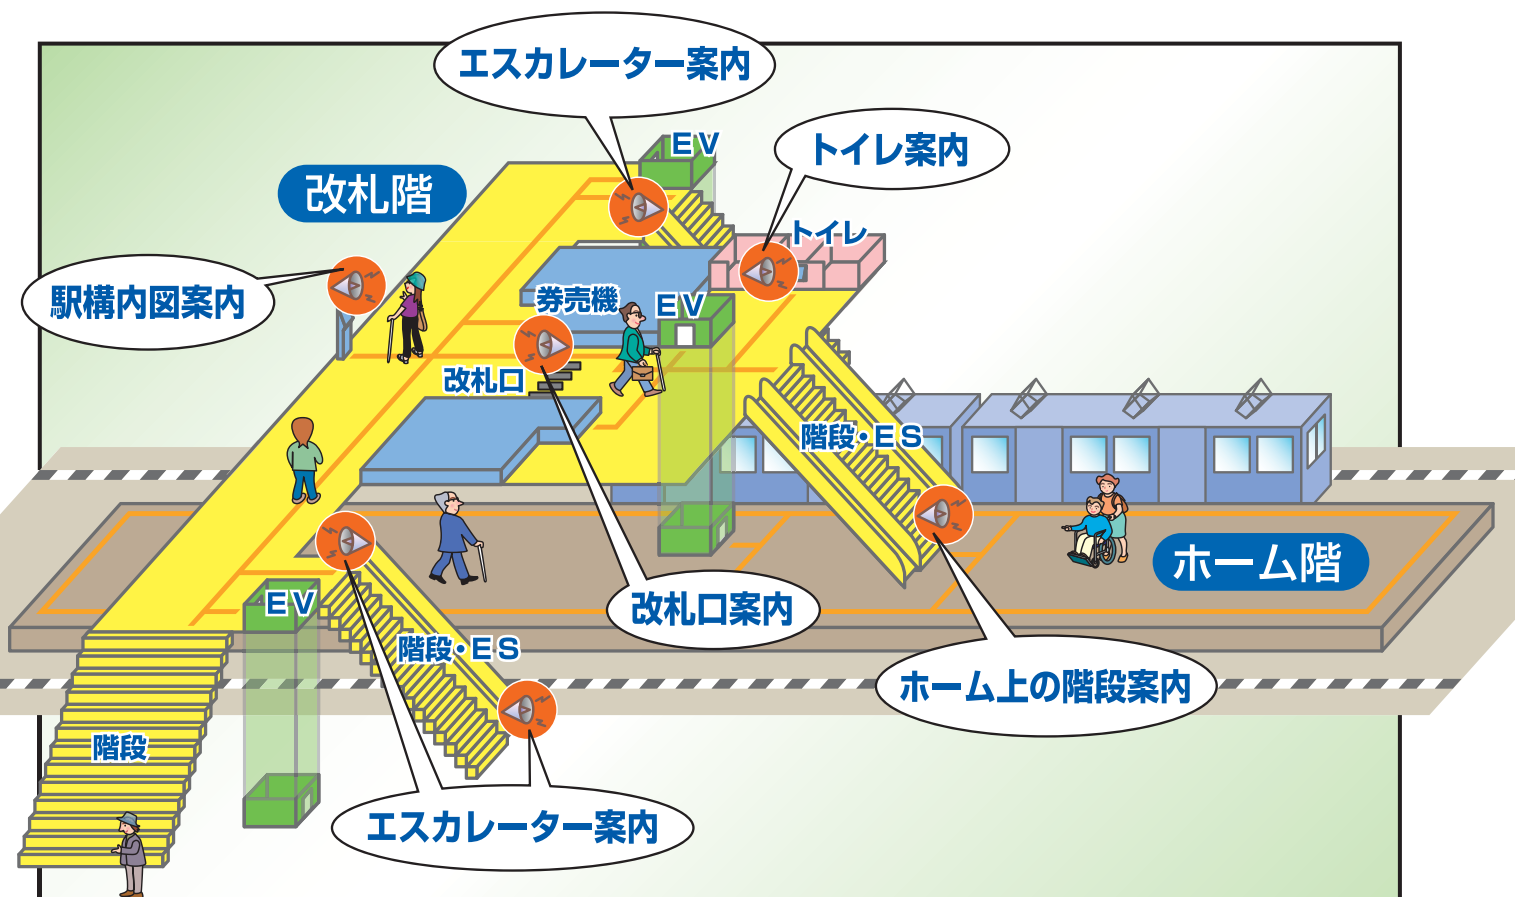 エスカレーター案内
EV
トイレ案内
改札階
トイレ
駅構内図案内
券売機
EV
改札口
階段・ES
ホーム階
EV
改札口案内
階段・ES
ホーム上の階段案内
階段
エスカレーター案内